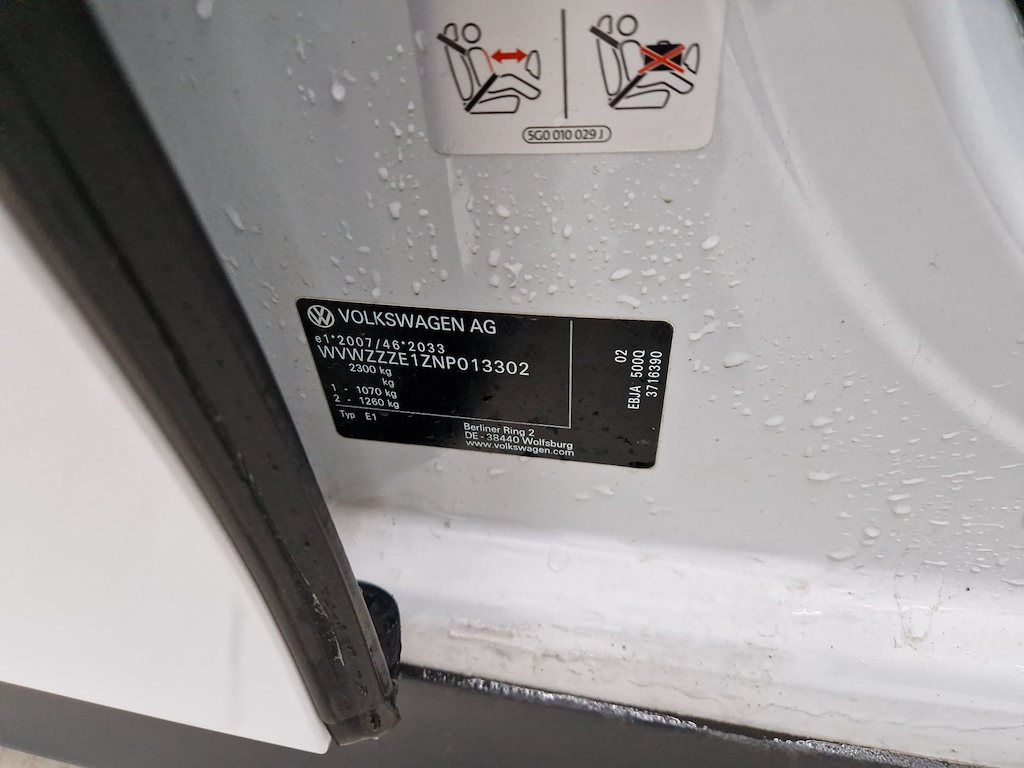 5G0 010 029 J
VOLKSWAGEN AG
e1*2007/46*2033
WVWZZZE1ZNP013302
2300 kg
kg
1 - 1070 kg
2 - 1260 kg
Typ E1
Berliner Ring 2
DE - 38440 Wolfsburg
www.volkswagen.com
02
EBJA 500Q
3716390